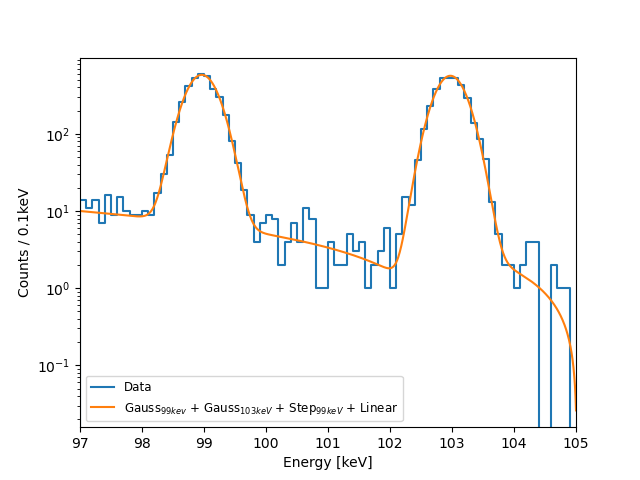 Counts / 0.1keV
10²
10¹
10⁰
10⁻¹
Data
Gauss₉₉ₖₑᵥ + Gauss₁₀₃ₖₑV + Step₉₉ₖₑV + Linear
97 98 99 100 101 102 103 104 105
Energy [keV]